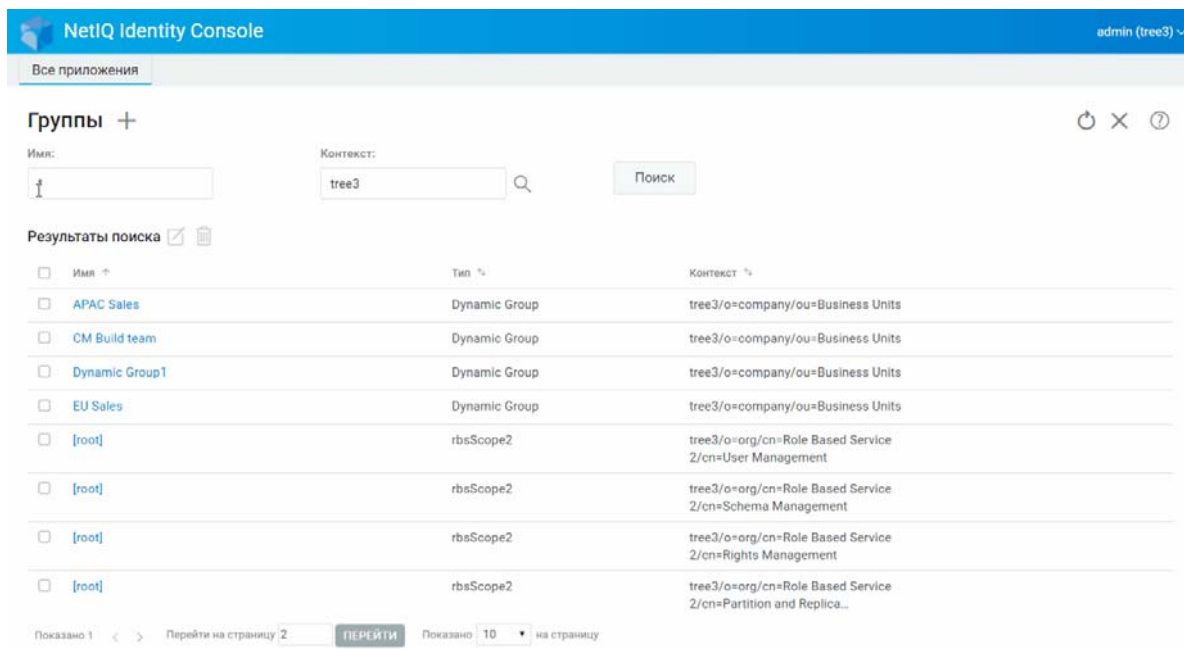 NetIQ Identity Console
admin (tree3)
Все приложения
Группы
Имя:
Контекст:
*
tree3
Поиск
Результаты поиска
Имя Тип Контекст
APAC Sales Dynamic Group tree3/o=company/ou=Business Units
CM Build team Dynamic Group tree3/o=company/ou=Business Units
Dynamic Group1 Dynamic Group tree3/o=company/ou=Business Units
EU Sales Dynamic Group tree3/o=company/ou=Business Units
[root] rbsScope2 tree3/o=org/cn=Role Based Service
2/cn=User Management
[root] rbsScope2 tree3/o=org/cn=Role Based Service
2/cn=Schema Management
[root] rbsScope2 tree3/o=org/cn=Role Based Service
2/cn=Rights Management
[root] rbsScope2 tree3/o=org/cn=Role Based Service
2/cn=Partition and Replica...
Показано 1 < > Перейти на страницу 2 ПЕРЕЙТИ Показано 10 на страницу